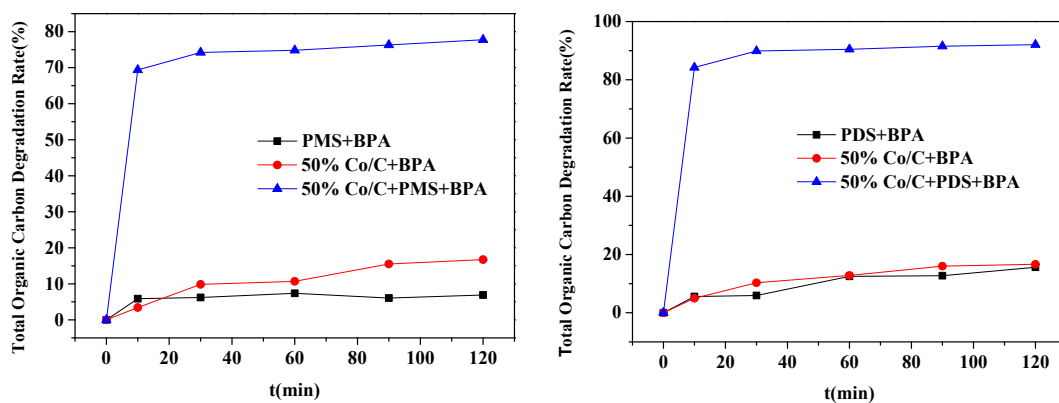 Total Organic Carbon Degradation Rate(%)
80
70
60
50
40
30
20
10
0
PMS+BPA
50% Co/C+BPA
50% Co/C+PMS+BPA
0 20 40 60 80 100 120
t(min)
Total Organic Carbon Degradation Rate(%)
100
80
60
40
20
0
PDS+BPA
50% Co/C+BPA
50% Co/C+PDS+BPA
0 20 40 60 80 100 120
t(min)